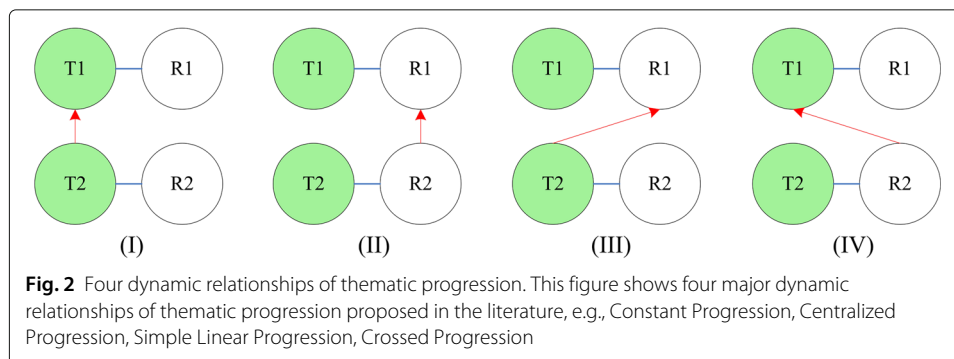 T1 R1 T1 R1 T1 R1 T1 R1
T2 R2 T2 R2 T2 R2 T2 R2
(I) (II) (III) (IV)
Fig. 2 Four dynamic relationships of thematic progression. This figure shows four major dynamic
relationships of thematic progression proposed in the literature, e.g., Constant Progression, Centralized
Progression, Simple Linear Progression, Crossed Progression